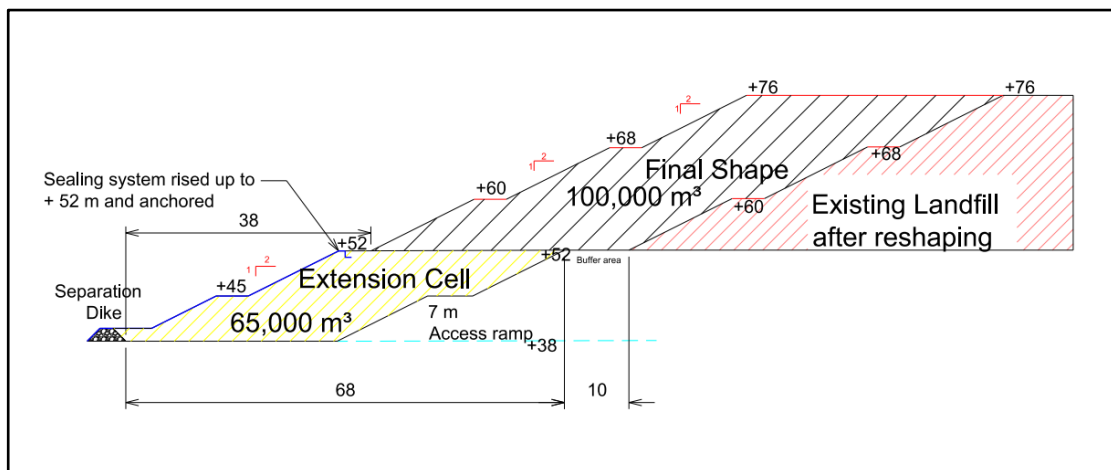 +76
+76
1 2
+68
Final Shape
100,000 m³
+68
1 2
+60
+60
Existing Landfill
after reshaping
Sealing system rised up to
+ 52 m and anchored
38
+52
+52
Buffer area
1 2
Extension Cell
+45
Separation
Dike
65,000 m³
7 m
Access ramp
+38
68
10